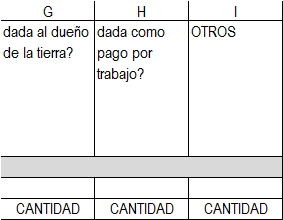 G H I
dada al dueño dada como OTROS
de la tierra? pago por
trabajo?
CANTIDAD CANTIDAD CANTIDAD